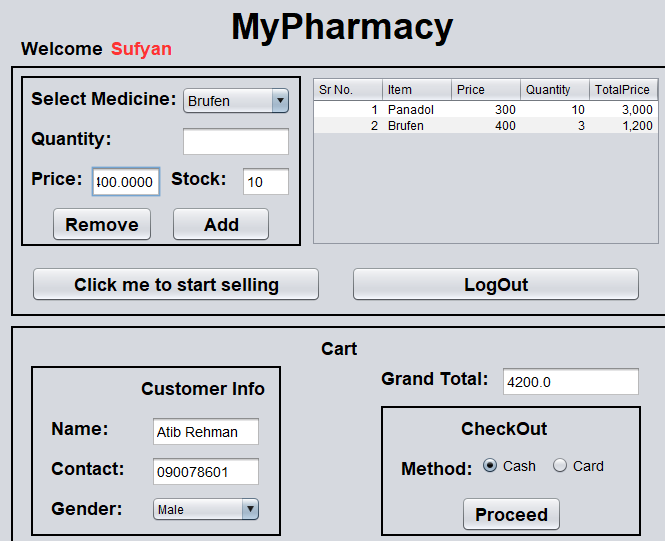 MyPharmacy
Welcome Sufyan
Select Medicine: Brufen
Quantity:
Price: 400.0000 Stock: 10
Remove Add
Sr No. Item Price Quantity TotalPrice
1 Panadol 300 10 3,000
2 Brufen 400 3 1,200
Click me to start selling LogOut
Cart
Customer Info
Name: Atib Rehman
Contact: 090078601
Gender: Male
Grand Total: 4200.0
CheckOut
Method: Cash Card
Proceed